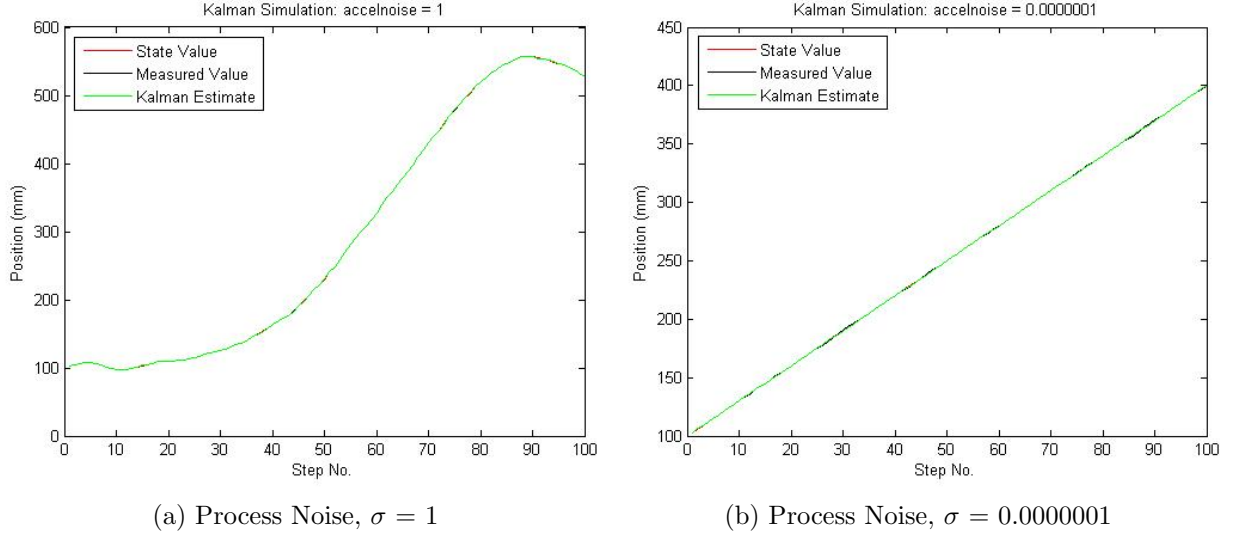 Kalman Simulation: accelnoise = 1
600
500
400
300
200
100
0
Position (mm)
State Value
Measured Value
Kalman Estimate
0 10 20 30 40 50 60 70 80 90 100
Step No.
(a) Process Noise, σ = 1
Kalman Simulation: accelnoise = 0.0000001
450
400
350
300
250
200
150
100
Position (mm)
State Value
Measured Value
Kalman Estimate
0 10 20 30 40 50 60 70 80 90 100
Step No.
(b) Process Noise, σ = 0.0000001